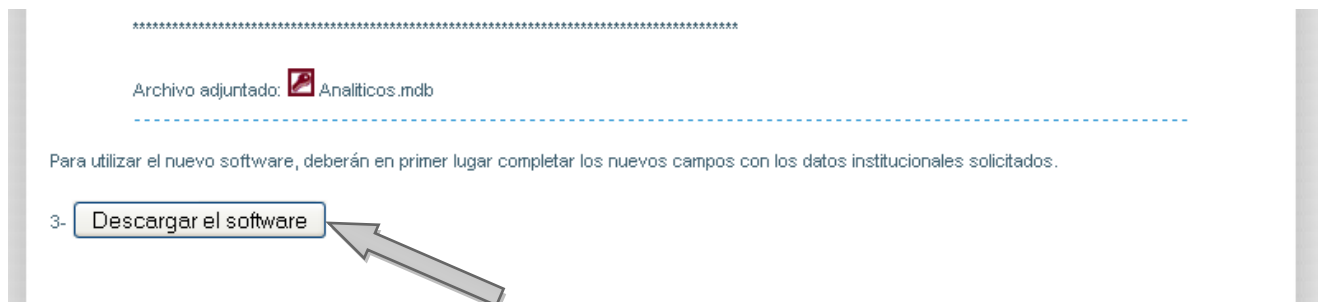 ********************************************************************************************
Archivo adjuntado: Analiticos.mdb
Para utilizar el nuevo software, deberán en primer lugar completar los nuevos campos con los datos institucionales solicitados.
3- Descargar el software